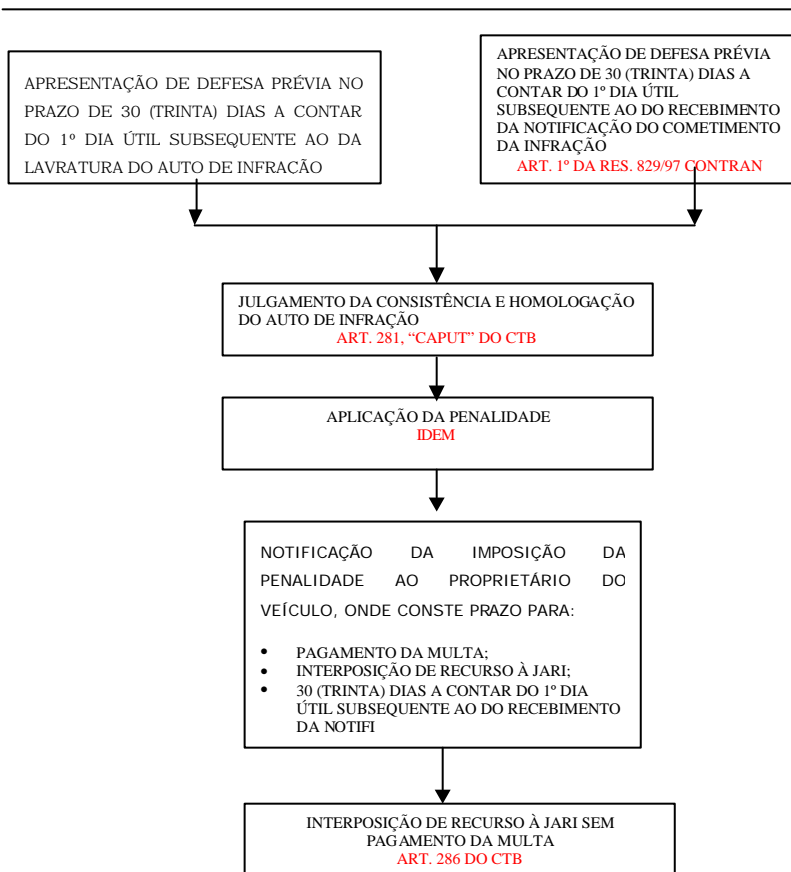 APRESENTAÇÃO DE DEFESA PRÉVIA NO
PRAZO DE 30 (TRINTA) DIAS A CONTAR
DO 1º DIA ÚTIL SUBSEQUENTE AO DA
LAVRATURA DO AUTO DE INFRAÇÃO
APRESENTAÇÃO DE DEFESA PRÉVIA
NO PRAZO DE 30 (TRINTA) DIAS A
CONTAR DO 1º DIA ÚTIL
SUBSEQUENTE AO DO RECEBIMENTO
DA NOTIFICAÇÃO DO COMETIMENTO
DA INFRAÇÃO
ART. 1º DA RES. 829/97 CONTRAN
JULGAMENTO DA CONSISTÊNCIA E HOMOLOGAÇÃO
DO AUTO DE INFRAÇÃO
ART. 281, “CAPUT” DO CTB
APLICAÇÃO DA PENALIDADE
IDEM
NOTIFICAÇÃO DA IMPOSIÇÃO DA
PENALIDADE AO PROPRIETÁRIO DO
VEÍCULO, ONDE CONSTE PRAZO PARA:
• PAGAMENTO DA MULTA;
• INTERPOSIÇÃO DE RECURSO À JARI;
• 30 (TRINTA) DIAS A CONTAR DO 1º DIA
ÚTIL SUBSEQUENTE AO DO RECEBIMENTO
DA NOTIFI
INTERPOSIÇÃO DE RECURSO À JARI SEM
PAGAMENTO DA MULTA
ART. 286 DO CTB